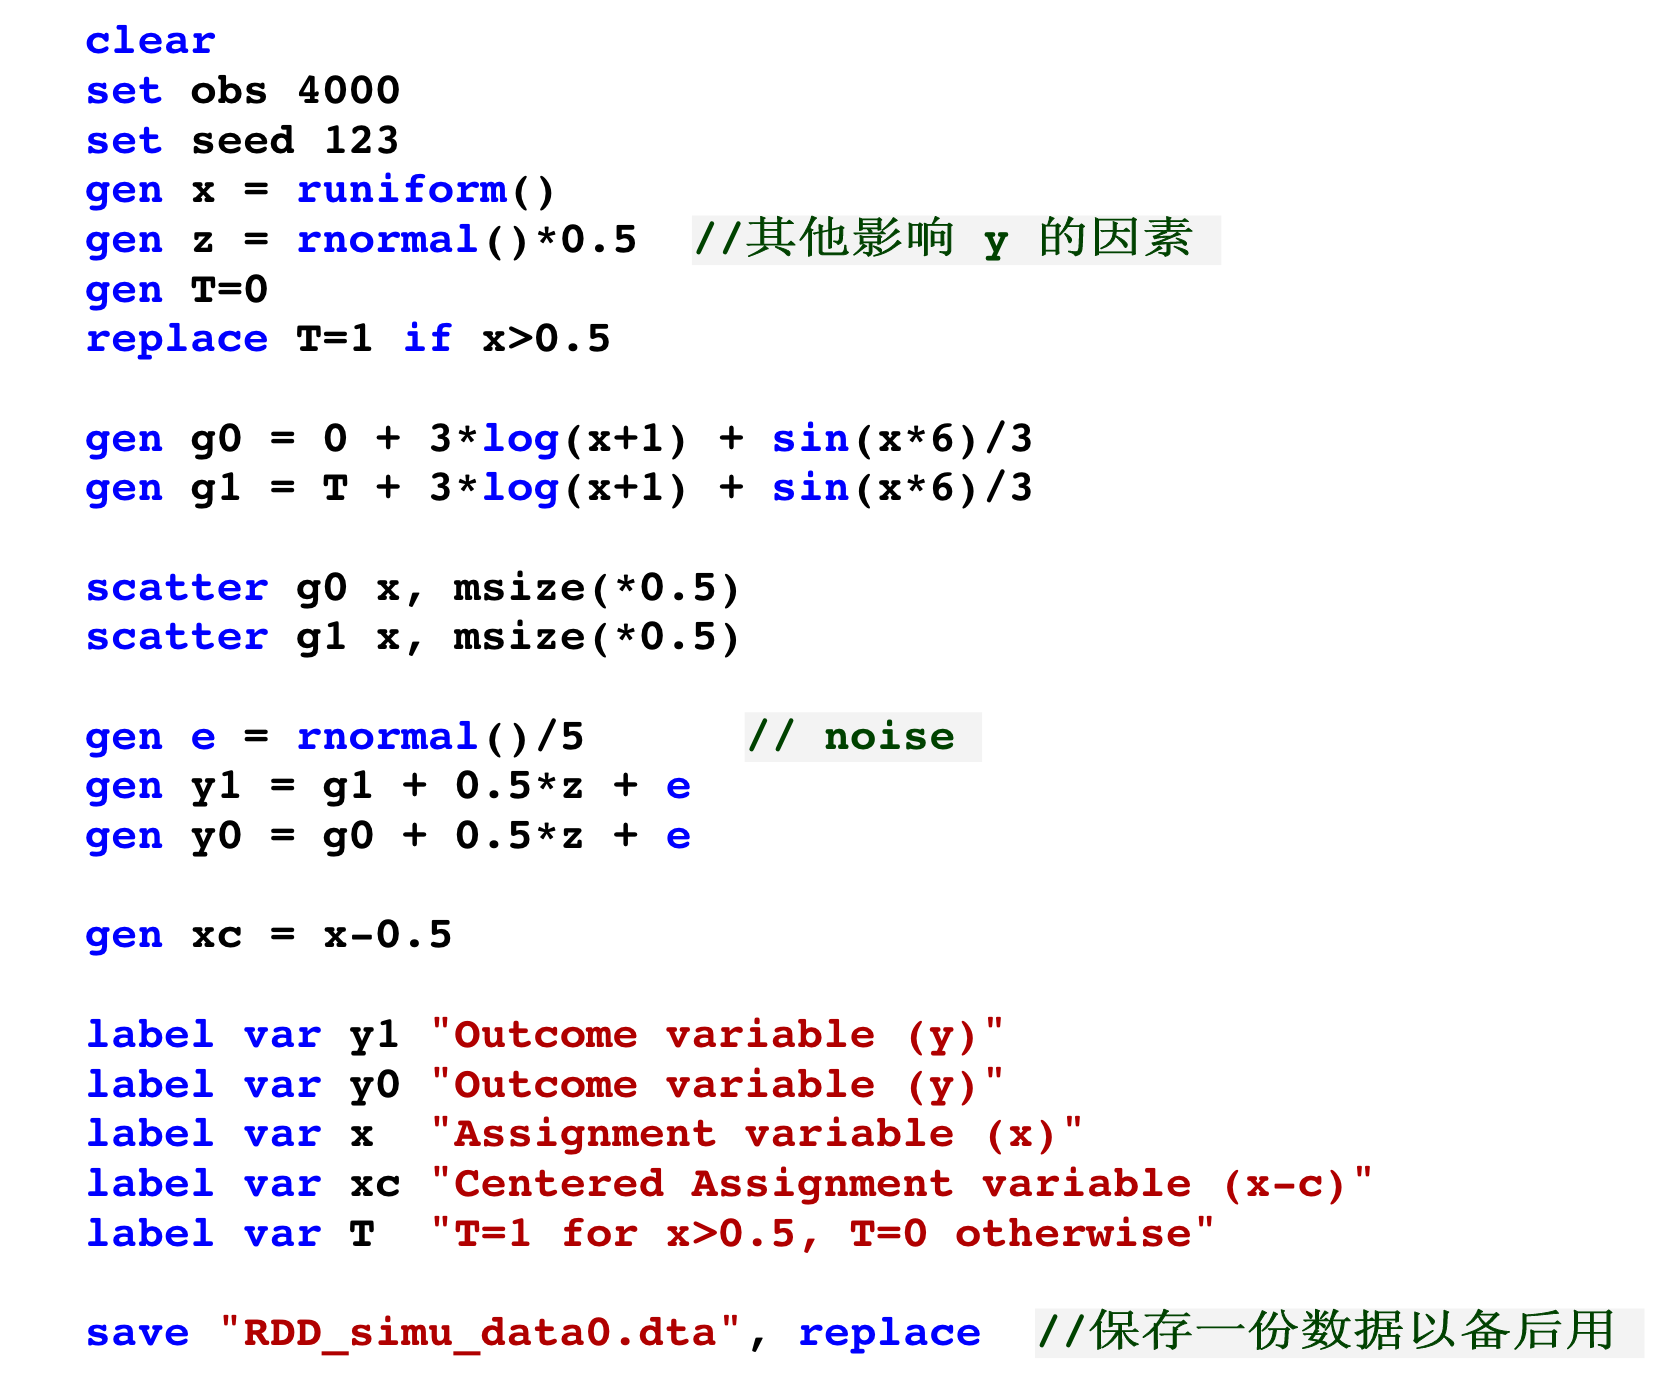 clear
set obs 4000
set seed 123
gen x = runiform()
gen z = rnormal()*0.5  //其他影响 y 的因素
gen T=0
replace T=1 if x>0.5
gen g0 = 0 + 3*log(x+1) + sin(x*6)/3
gen g1 = T + 3*log(x+1) + sin(x*6)/3
scatter g0 x, msize(*0.5)
scatter g1 x, msize(*0.5)
gen e = rnormal()/5      // noise
gen y1 = g1 + 0.5*z + e
gen y0 = g0 + 0.5*z + e
gen xc = x-0.5
label var y1 "Outcome variable (y)"
label var y0 "Outcome variable (y)"
label var x  "Assignment variable (x)"
label var xc "Centered Assignment variable (x-c)"
label var T  "T=1 for x>0.5, T=0 otherwise"
save "RDD_simu_data0.dta", replace  //保存一份数据以备后用